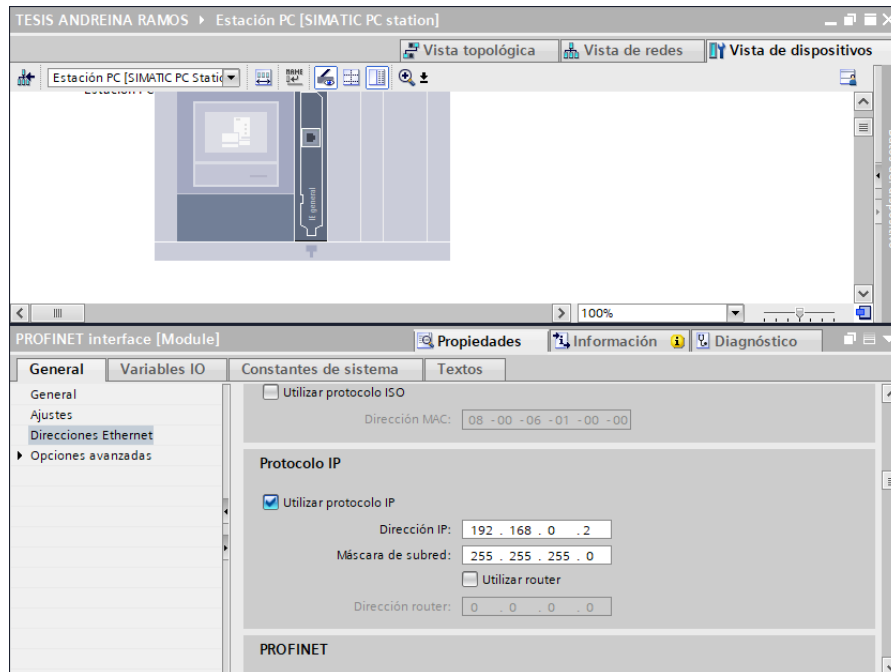 TESIS ANDREINA RAMOS ▸ Estación PC [SIMATIC PC station]
Vista topológica Vista de redes Vista de dispositivos
Estación PC [SIMATIC PC Static
IE general
100%
PROFINET interface [Module]
Propiedades Información Diagnóstico
General Variables IO Constantes de sistema Textos
General
Ajustes
Direcciones Ethernet
Opciones avanzadas
Utilizar protocolo ISO
Dirección MAC: 08 -00 -06 -01 -00 -00
Protocolo IP
Utilizar protocolo IP
Dirección IP: 192 . 168 . 0 . 2
Máscara de subred: 255 . 255 . 255 . 0
Utilizar router
Dirección router: 0 . 0 . 0 . 0
PROFINET